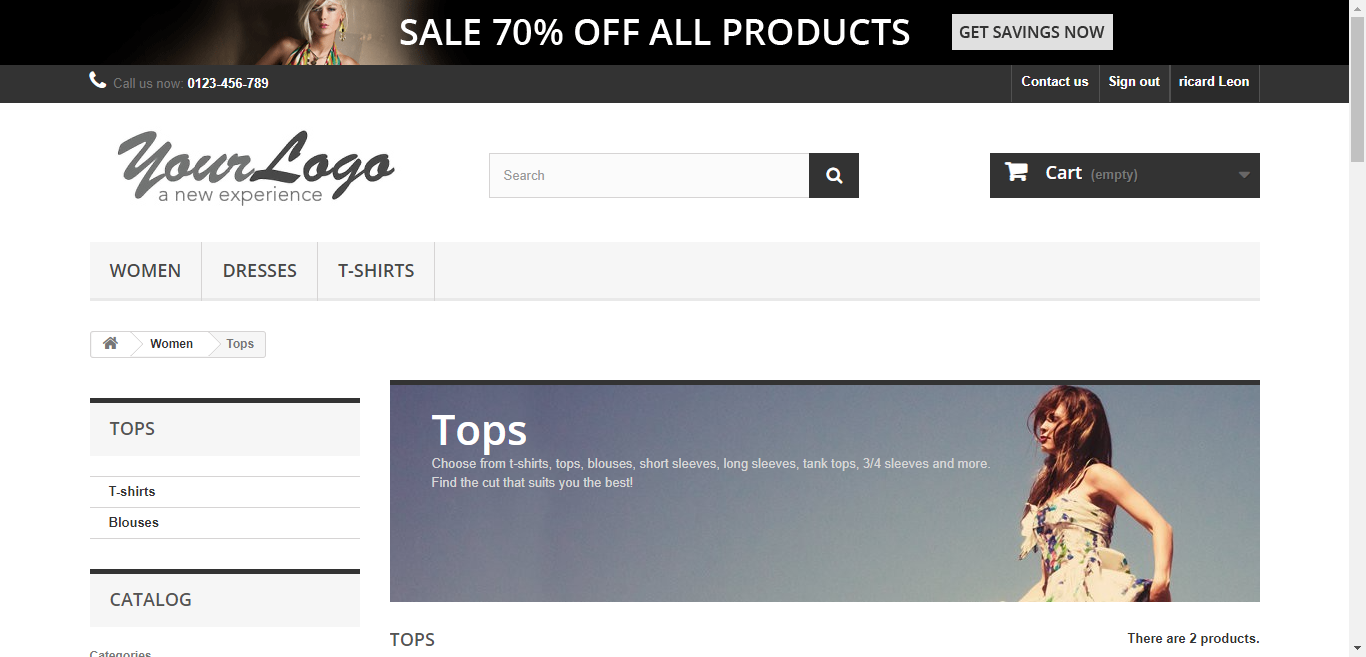 SALE 70% OFF ALL PRODUCTS
GET SAVINGS NOW
Call us now: 0123-456-789
Contact us
Sign out
ricard Leon
Your Logo
a new experience
Search
Cart (empty)
WOMEN
DRESSES
T-SHIRTS
Women
Tops
TOPS
T-shirts
Blouses
CATALOG
Categories
Tops
Choose from t-shirts, tops, blouses, short sleeves, long sleeves, tank tops, 3/4 sleeves and more.
Find the cut that suits you the best!
TOPS
There are 2 products.